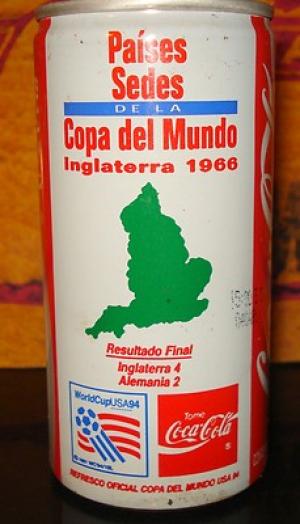 Países
Sedes
DE LA
Copa del Mundo
Inglaterra 1966
Resultado Final
Inglaterra 4
Alemania 2
WorldCupUSA94
Tome
Coca-Cola
REFRESCO OFICIAL COPA DEL MUNDO USA 94